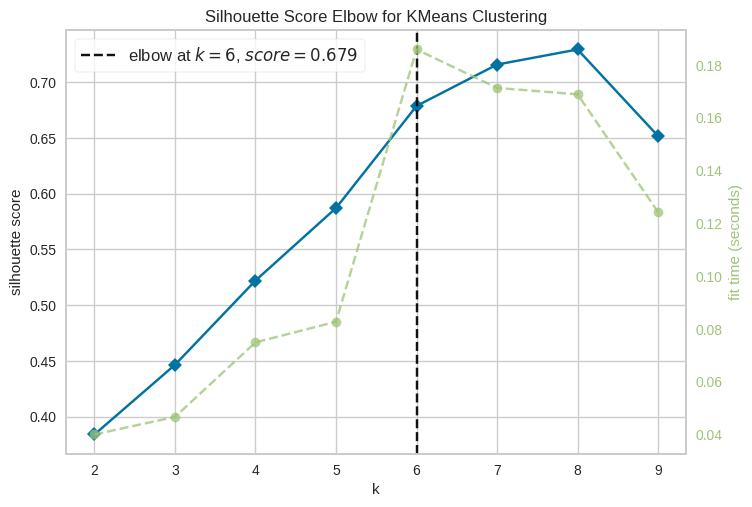 Silhouette Score Elbow for KMeans Clustering
elbow at k = 6, score = 0.679
silhouette score
0.70
0.65
0.60
0.55
0.50
0.45
0.40
0.18
0.16
0.14
0.12
0.10
0.08
0.06
0.04
fit time (seconds)
2 3 4 5 6 7 8 9
k